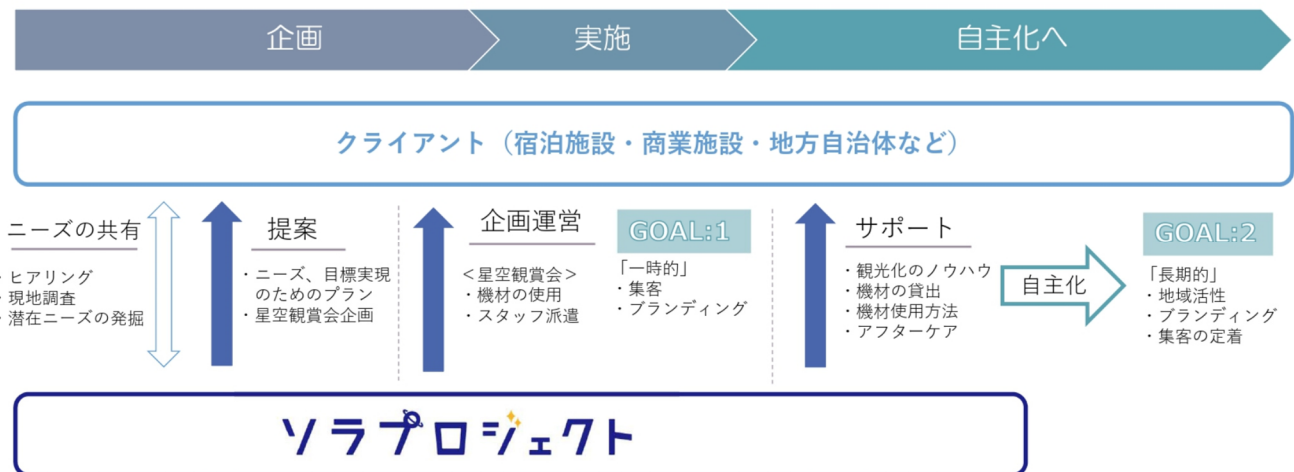 企画
実施
自主化へ
クライアント（宿泊施設・商業施設・地方自治体など）
ニーズの共有
・ヒアリング
・現地調査
・潜在ニーズの発掘
提案
・ニーズ、目標実現
のためのプラン
・星空観賞会企画
企画運営
＜星空観賞会＞
・機材の使用
・スタッフ派遣
GOAL:1
「一時的」
・集客
・ブランディング
サポート
・観光化のノウハウ
・機材の貸出
・機材使用方法
・アフターケア
自主化
GOAL:2
「長期的」
・地域活性
・ブランディング
・集客の定着
ソラプロジェクト